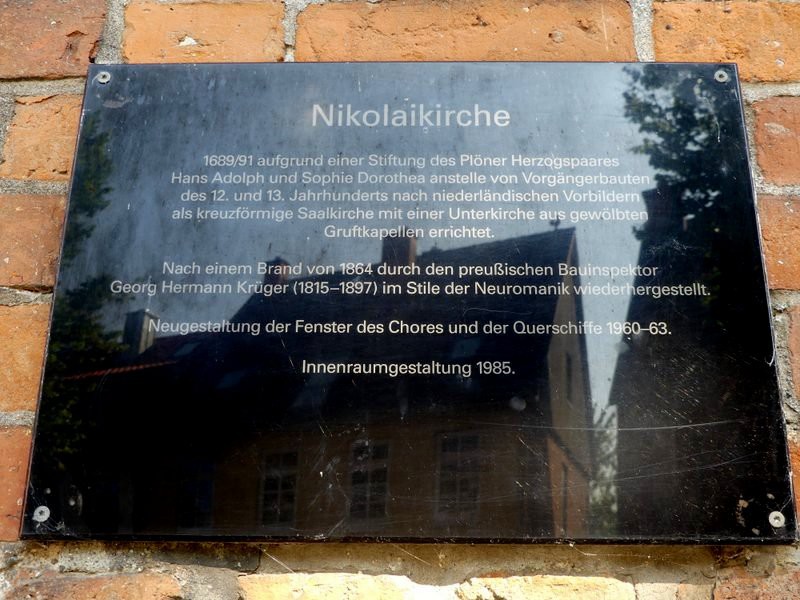 Nikolaikirche
1689/91 aufgrund einer Stiftung des Plöner Herzogspaares
Hans Adolph und Sophie Dorothea anstelle von Vorgängerbauten
des 12. und 13. Jahrhunderts nach niederländischen Vorbildern
als kreuzförmige Saalkirche mit einer Unterkirche aus gewölbten
Gruftkapellen errichtet.
Nach einem Brand von 1864 durch den preußischen Bauinspektor
Georg Hermann Krüger (1815–1897) im Stile der Neuromanik wiederhergestellt.
Neugestaltung der Fenster des Chores und der Querschiffe 1960–63.
Innenraumgestaltung 1985.